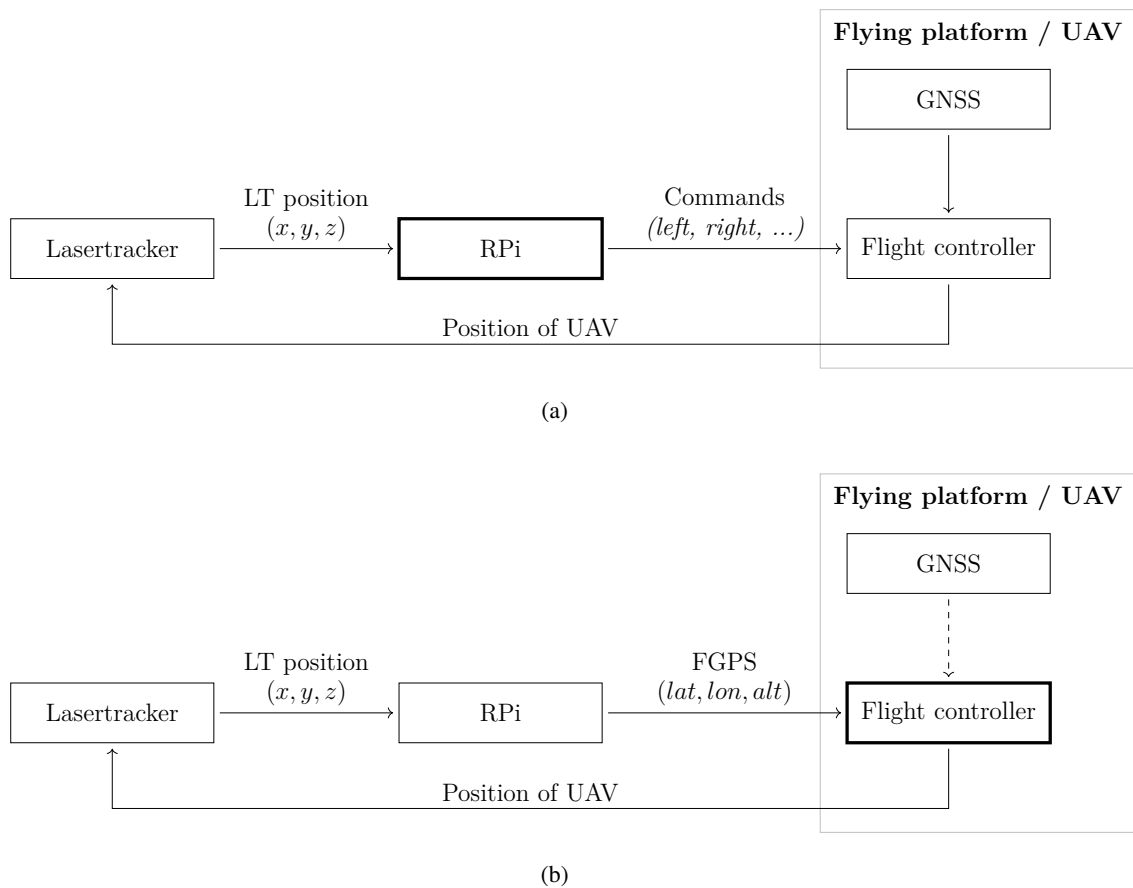 Flying platform / UAV
GNSS
LT position
(x, y, z)
Commands
(left, right, ...)
Lasertracker
RPi
Flight controller
Position of UAV
(a)
Flying platform / UAV
GNSS
LT position
(x, y, z)
FGPS
(lat, lon, alt)
Lasertracker
RPi
Flight controller
Position of UAV
(b)